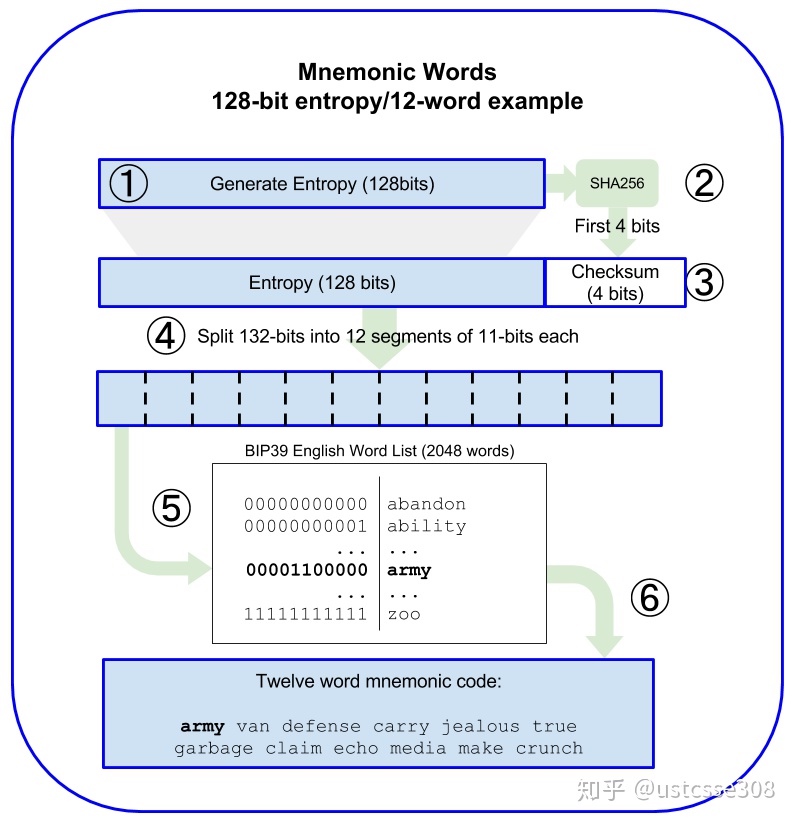 Mnemonic Words
128-bit entropy/12-word example
① Generate Entropy (128bits)
SHA256
②
First 4 bits
Entropy (128 bits)
Checksum
(4 bits)
③
④ Split 132-bits into 12 segments of 11-bits each
BIP39 English Word List (2048 words)
⑤
00000000000 abandon
00000000001 ability
... ...
00001100000 army
... ...
11111111111 zoo
⑥
Twelve word mnemonic code:
army van defense carry jealous true
garbage claim echo media make crunch
知乎 @ustcsse308